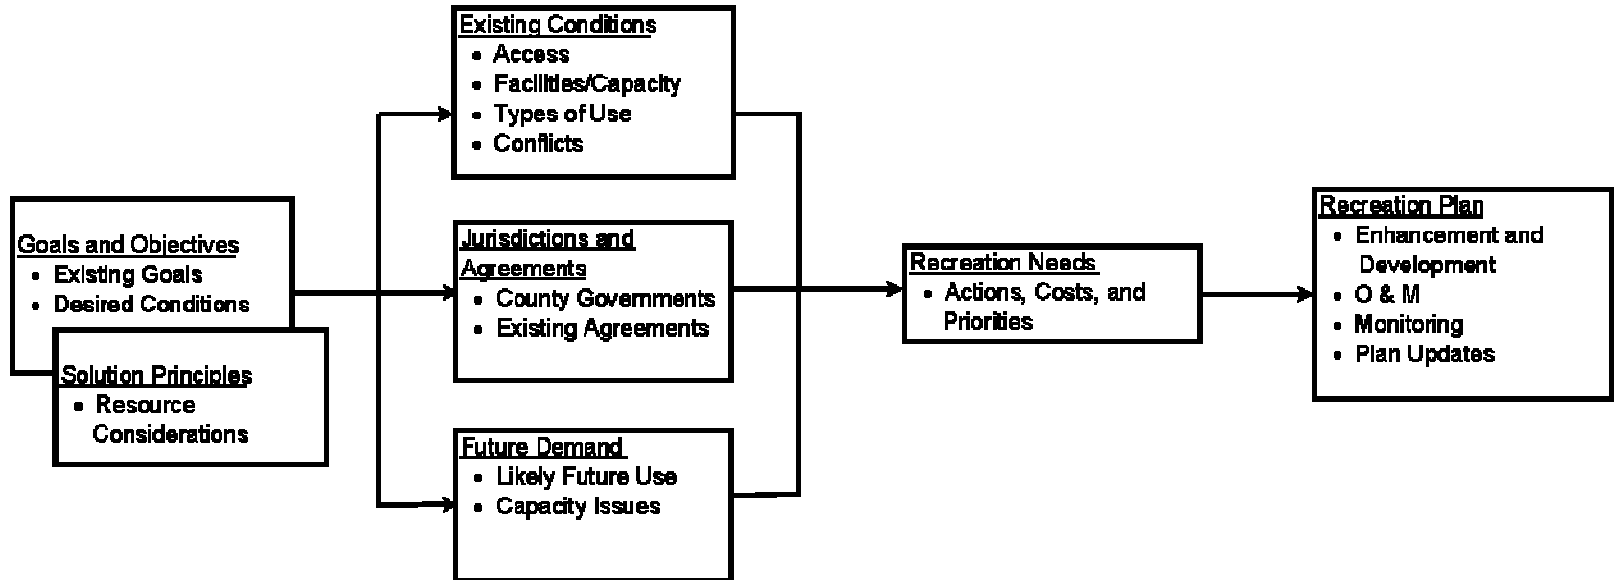 Goals and Objectives
• Existing Goals
• Desired Conditions
Solution Principles
• Resource
Considerations
Existing Conditions
• Access
• Facilities/Capacity
• Types of Use
• Conflicts
Jurisdictions and
Agreements
• County Governments
• Existing Agreements
Future Demand
• Likely Future Use
• Capacity Issues
Recreation Needs
• Actions, Costs, and
Priorities
Recreation Plan
• Enhancement and
Development
• O & M
• Monitoring
• Plan Updates